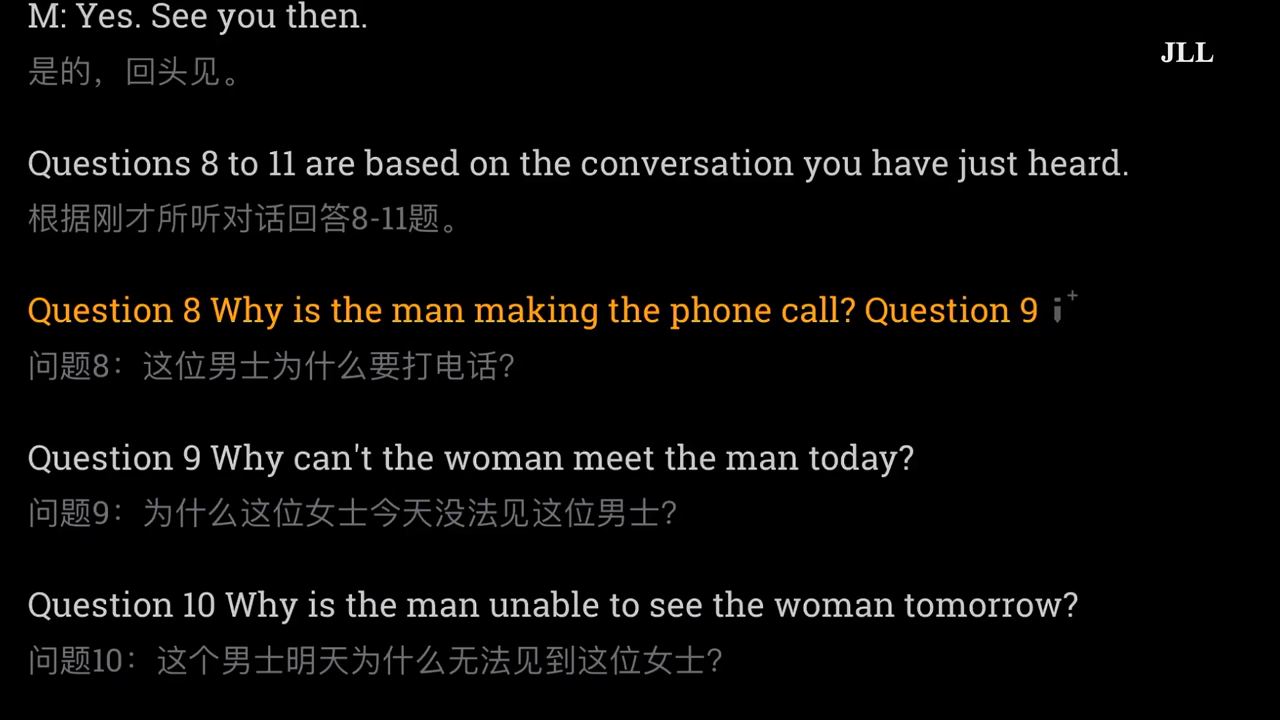 M: Yes. See you then.
JLL
是的，回头见。
Questions 8 to 11 are based on the conversation you have just heard.
根据刚才所听对话回答8-11题。
Question 8 Why is the man making the phone call? Question 9
问题8：这位男士为什么要打电话?
Question 9 Why can't the woman meet the man today?
问题9：为什么这位女士今天没法见这位男士?
Question 10 Why is the man unable to see the woman tomorrow?
问题10：这个男士明天为什么无法见到这位女士?